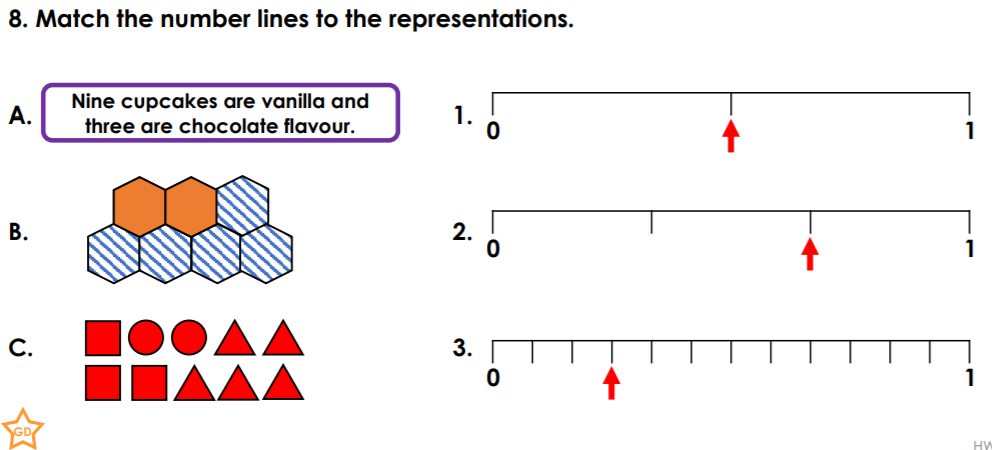 8. Match the number lines to the representations.
A.
Nine cupcakes are vanilla and
three are chocolate flavour.
1.
0 1
B.
2.
0 1
C.
3.
0 1
GD
HW